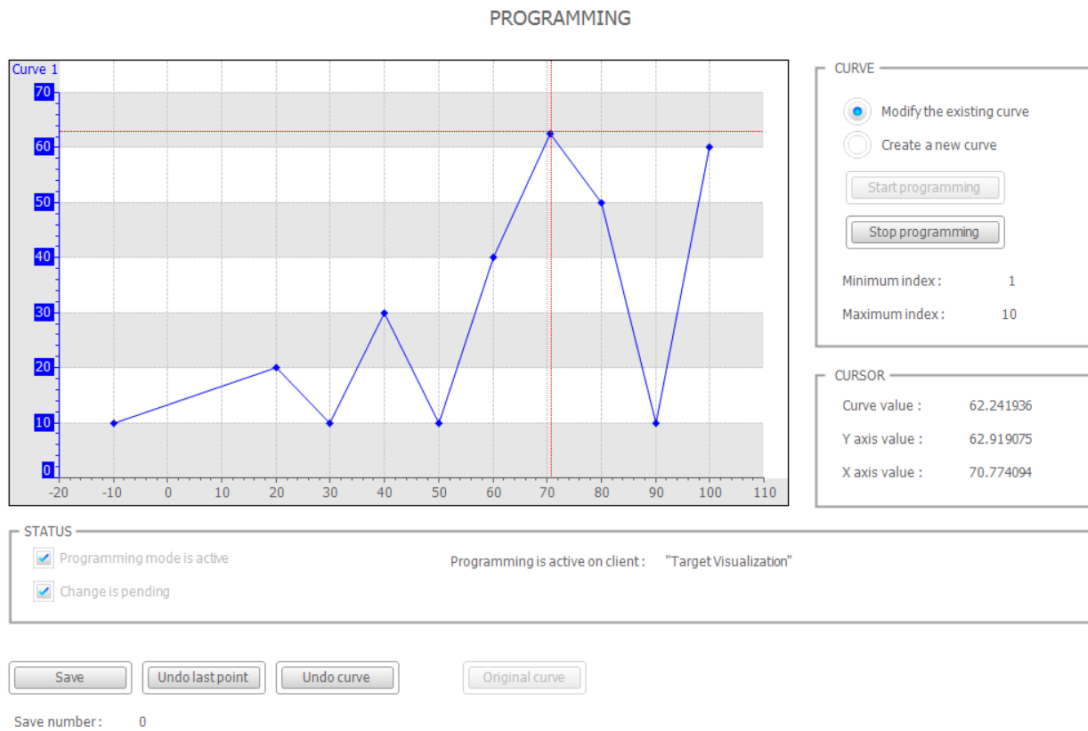 PROGRAMMING
Curve 1
70
60
50
40
30
20
10
0
-20 -10 0 10 20 30 40 50 60 70 80 90 100 110
CURVE
Modify the existing curve
Create a new curve
Start programming
Stop programming
Minimum index : 1
Maximum index : 10
CURSOR
Curve value : 62.241936
Y axis value : 62.919075
X axis value : 70.774094
STATUS
Programming mode is active
Programming is active on client : "Target Visualization"
Change is pending
Save Undo last point Undo curve Original curve
Save number : 0